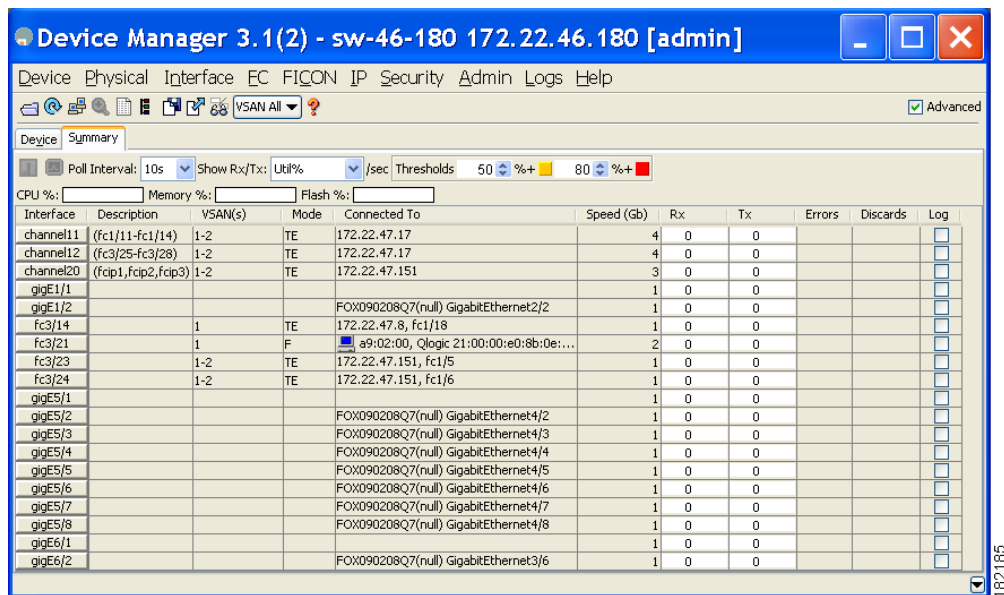 Device Manager 3.1(2) - sw-46-180 172.22.46.180 [admin]
Device Physical Interface FC FICON IP Security Admin Logs Help
VSAN All Advanced
Device Summary
Poll Interval: 10s Show Rx/Tx: Util% /sec Thresholds 50 %+ 80 %+
CPU %: Memory %: Flash %:
Interface Description VSAN(s) Mode Connected To Speed (Gb) Rx Tx Errors Discards Log
channel11 (fc1/11-fc1/14) 1-2 TE 172.22.47.17 4 0 0
channel12 (fc3/25-fc3/28) 1-2 TE 172.22.47.17 4 0 0
channel20 (fcip1,fcip2,fcip3) 1-2 TE 172.22.47.151 3 0 0
gigE1/1 1 0 0
gigE1/2 FOX090208Q7(null) GigabitEthernet2/2 1 0 0
fc3/14 1 TE 172.22.47.8, fc1/18 1 0 0
fc3/21 1 F a9:02:00, Qlogic 21:00:00:e0:8b:0e:... 2 0 0
fc3/23 1-2 TE 172.22.47.151, fc1/5 1 0 0
fc3/24 1-2 TE 172.22.47.151, fc1/6 1 0 0
gigE5/1 1 0 0
gigE5/2 FOX090208Q7(null) GigabitEthernet4/2 1 0 0
gigE5/3 FOX090208Q7(null) GigabitEthernet4/3 1 0 0
gigE5/4 FOX090208Q7(null) GigabitEthernet4/4 1 0 0
gigE5/5 FOX090208Q7(null) GigabitEthernet4/5 1 0 0
gigE5/6 FOX090208Q7(null) GigabitEthernet4/6 1 0 0
gigE5/7 FOX090208Q7(null) GigabitEthernet4/7 1 0 0
gigE5/8 FOX090208Q7(null) GigabitEthernet4/8 1 0 0
gigE6/1 1 0 0
gigE6/2 FOX090208Q7(null) GigabitEthernet3/6 1 0 0
182185